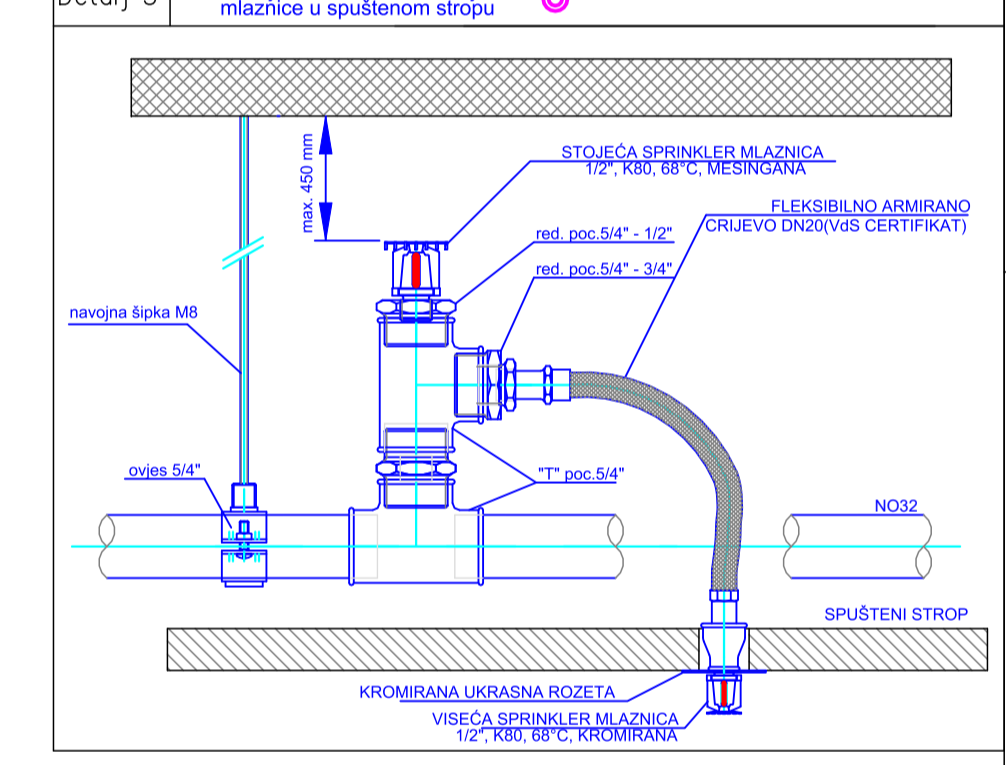 mlaznice u spuštenom stropu
max. 450 mm
STOJEĆA SPRINKLER MLAZNICA
1/2", K80, 68°C, MESINGANA
FLEKSIBILNO ARMIRANO
CRIJEVO DN20(VdS CERTIFIKAT)
red. poc.5/4" - 1/2"
red. poc.5/4" - 3/4"
navojna šipka M8
ovjes 5/4"
"T" poc.5/4"
NO32
SPUŠTENI STROP
KROMIRANA UKRASNA ROZETA
VISEĆA SPRINKLER MLAZNICA
1/2", K80, 68°C, KROMIRANA